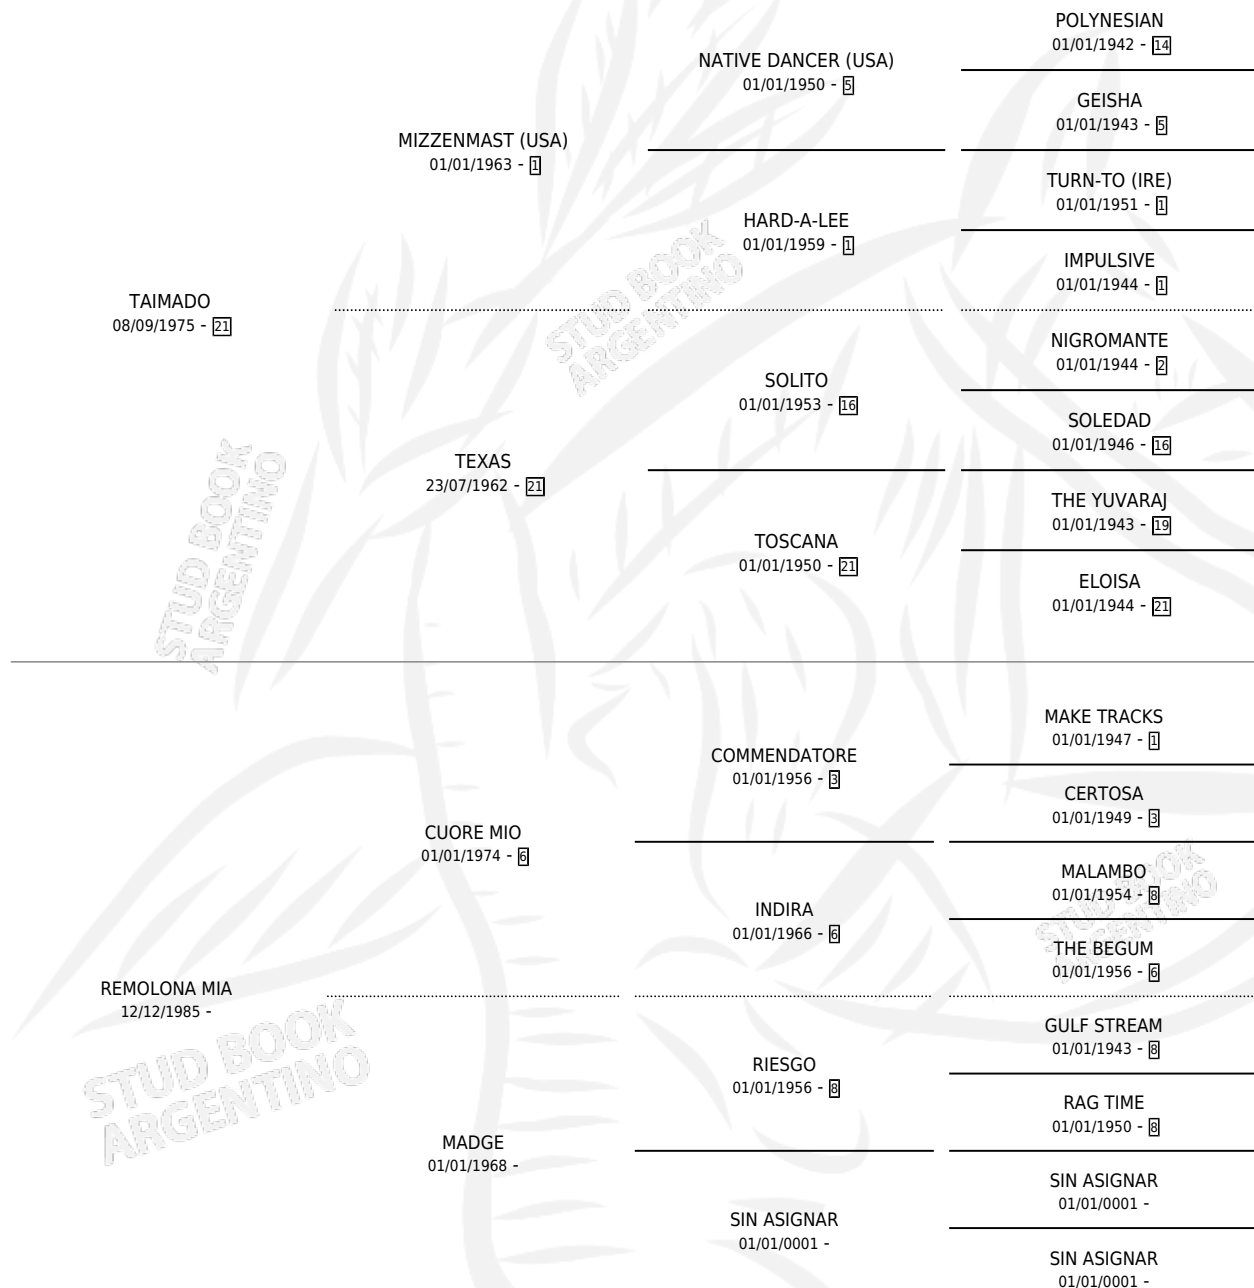 POLYNESIAN
01/01/1942 - 14
NATIVE DANCER (USA)
01/01/1950 - 5
GEISHA
01/01/1943 - 5
MIZZENMAST (USA)
01/01/1963 - 1
TURN-TO (IRE)
01/01/1951 - 1
HARD-A-LEE
01/01/1959 - 1
IMPULSIVE
01/01/1944 - 1
TAIMADO
08/09/1975 - 21
NIGROMANTE
01/01/1944 - 2
SOLITO
01/01/1953 - 16
SOLEDAD
01/01/1946 - 16
TEXAS
23/07/1962 - 21
THE YUVARAJ
01/01/1943 - 19
TOSCANA
01/01/1950 - 21
ELOISA
01/01/1944 - 21
MAKE TRACKS
01/01/1947 - 1
COMMENDATORE
01/01/1956 - 3
CERTOSA
01/01/1949 - 3
CUORE MIO
01/01/1974 - 6
MALAMBO
01/01/1954 - 8
INDIRA
01/01/1966 - 6
THE BEGUM
01/01/1956 - 6
REMOLONA MIA
12/12/1985 -
GULF STREAM
01/01/1943 - 8
RIESGO
01/01/1956 - 8
RAG TIME
01/01/1950 - 8
MADGE
01/01/1968 -
SIN ASIGNAR
01/01/0001 -
SIN ASIGNAR
01/01/0001 -
SIN ASIGNAR
01/01/0001 -
STUD BOOK
ARGENTINO
STUD BOOK
ARGENTINO
STUD BOOK
ARGENTINO
STUD BOOK
ARGENTINO